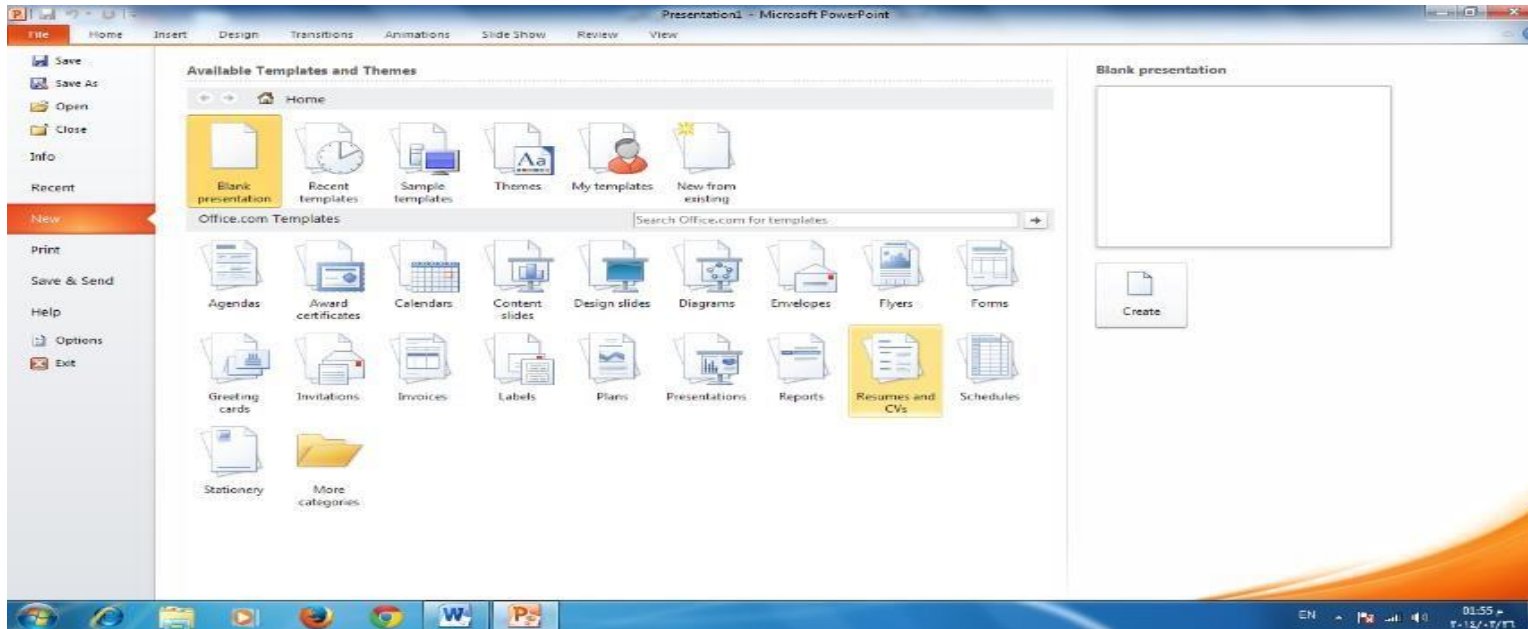 Presentation1 - Microsoft PowerPoint
File Home Insert Design Transitions Animations Slide Show Review View
Save
Save As
Open
Close
Info
Recent
New
Print
Save & Send
Help
Options
Exit
Available Templates and Themes
Home
Blank presentation
Recent templates
Sample templates
Themes
My templates
New from existing
Office.com Templates
Search Office.com for templates
Agendas
Award certificates
Calendars
Content slides
Design slides
Diagrams
Envelopes
Flyers
Forms
Greeting cards
Invitations
Invoices
Labels
Plans
Presentations
Reports
Resumes and CVs
Schedules
Stationery
More categories
Blank presentation
Create
EN
01:55 م